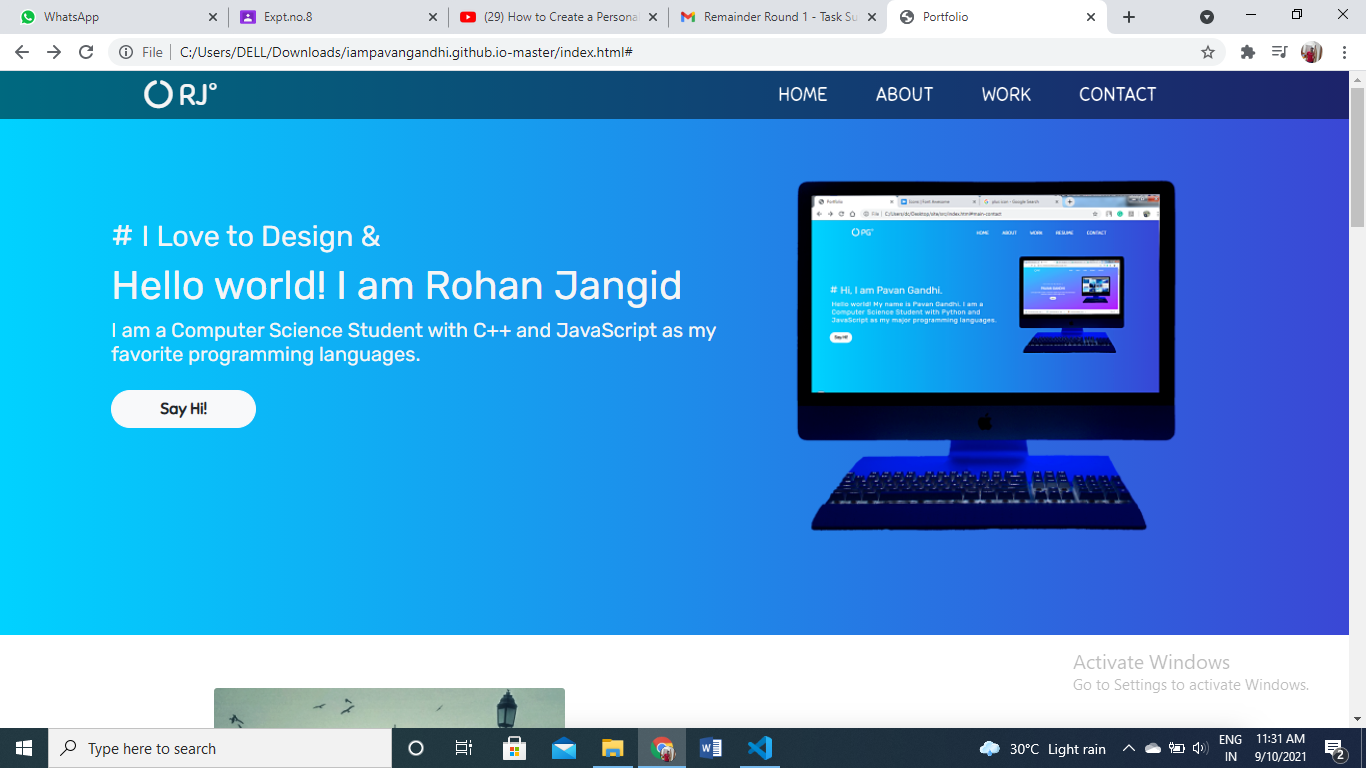 WhatsApp
Expt.no.8
(29) How to Create a Personal
Remainder Round 1 - Task Su
Portfolio
File
C:/Users/DELL/Downloads/iampavangandhi.github.io-master/index.html#
RJ°
HOME
ABOUT
WORK
CONTACT
# I Love to Design &
Hello world! I am Rohan Jangid
I am a Computer Science Student with C++ and JavaScript as my
favorite programming languages.
Say Hi!
Portfolio
Icons | Font Awesome
plus icon - Google Search
File
C:/Users/dc/Desktop/site/src/index.html#main-contact
PG°
HOME
ABOUT
WORK
RESUME
CONTACT
# Hi, I am Pavan Gandhi.
Hello world! My name is Pavan Gandhi. I am a
Computer Science Student with Python and
JavaScript as my major programming languages.
Say Hi!
Activate Windows
Go to Settings to activate Windows.
Type here to search
30°C Light rain
ENG
IN
11:31 AM
9/10/2021
2